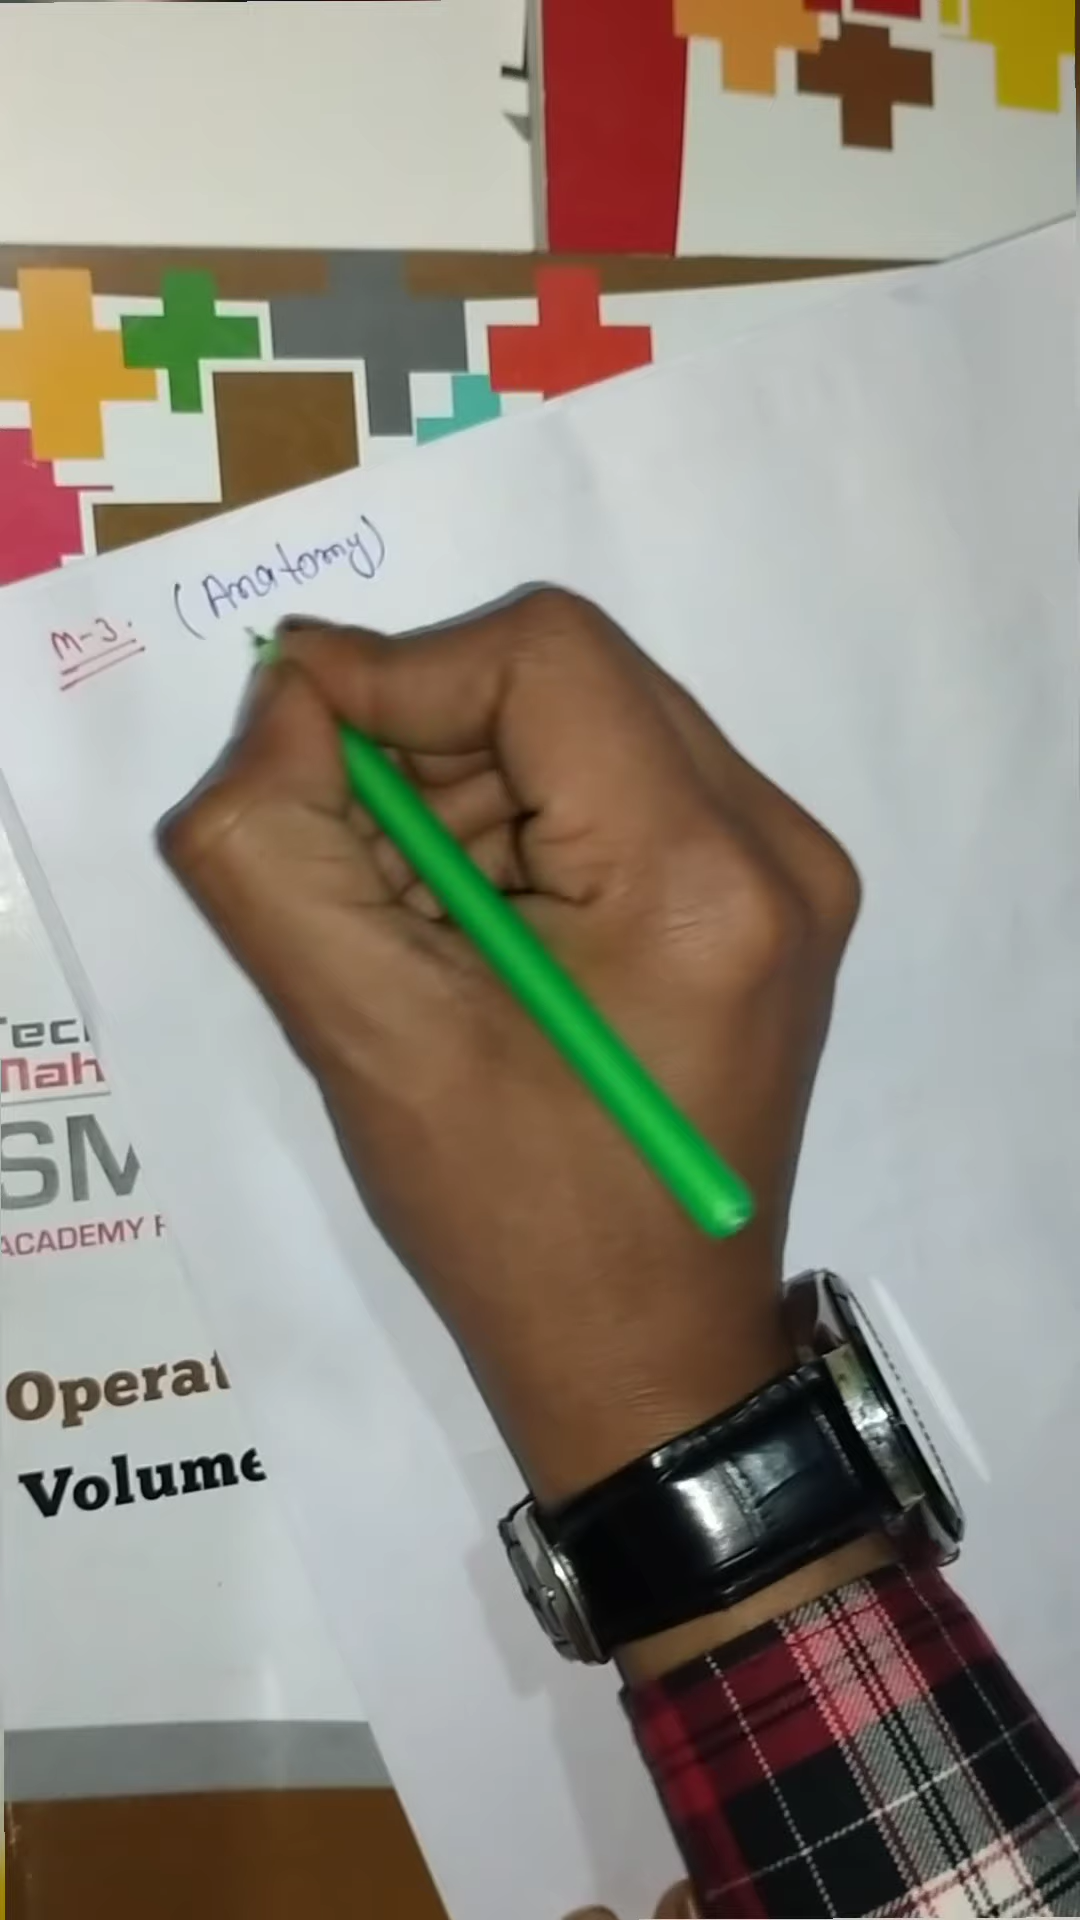 M-3. (Anatomy)
Tec
Mah
SM
ACADEMY F
Operat
Volume